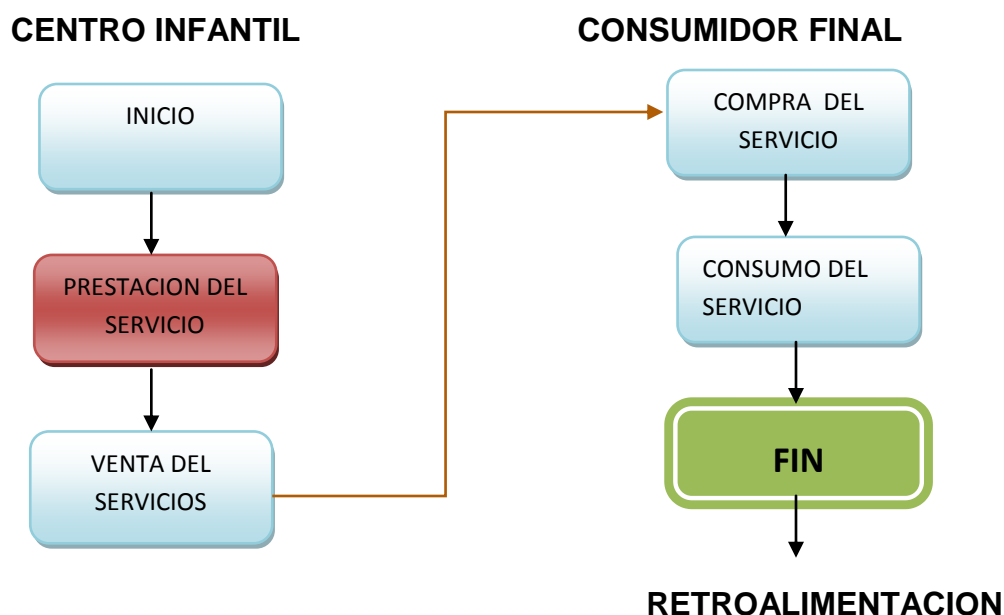 CENTRO INFANTIL
INICIO
PRESTACION DEL
SERVICIO
VENTA DEL
SERVICIOS
CONSUMIDOR FINAL
COMPRA DEL
SERVICIO
CONSUMO DEL
SERVICIO
FIN
RETROALIMENTACION